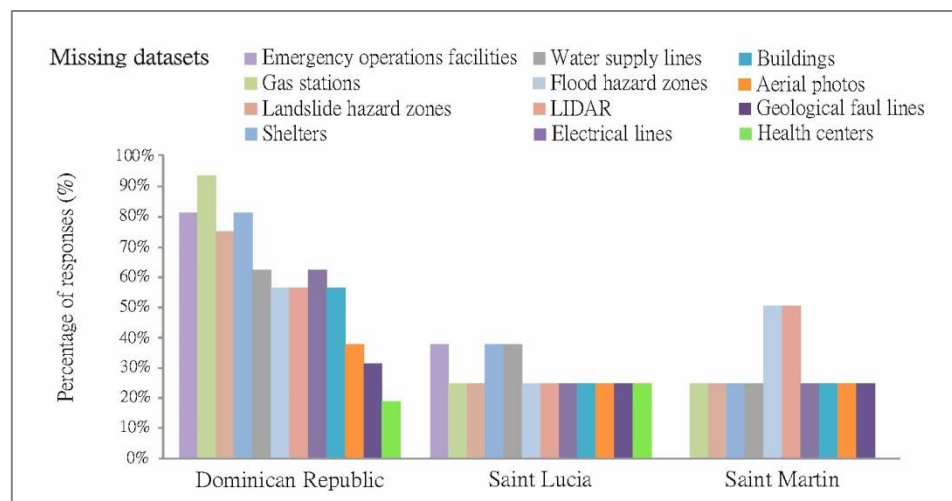 Missing datasets
Emergency operations facilities
Water supply lines
Buildings
Gas stations
Flood hazard zones
Aerial photos
Landslide hazard zones
LIDAR
Geological faul lines
Shelters
Electrical lines
Health centers
Percentage of responses (%)
100%
90%
80%
70%
60%
50%
40%
30%
20%
10%
0%
Dominican Republic
Saint Lucia
Saint Martin